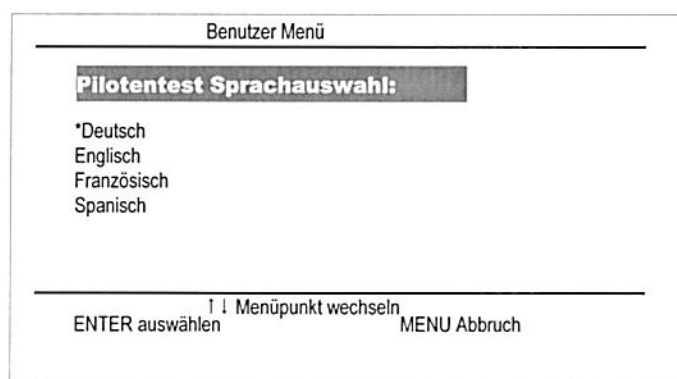 Benutzer Menü
Pilotentest Sprachauswahl:
*Deutsch
Englisch
Französisch
Spanisch
↑↓ Menüpunkt wechseln
ENTER auswählen MENU Abbruch